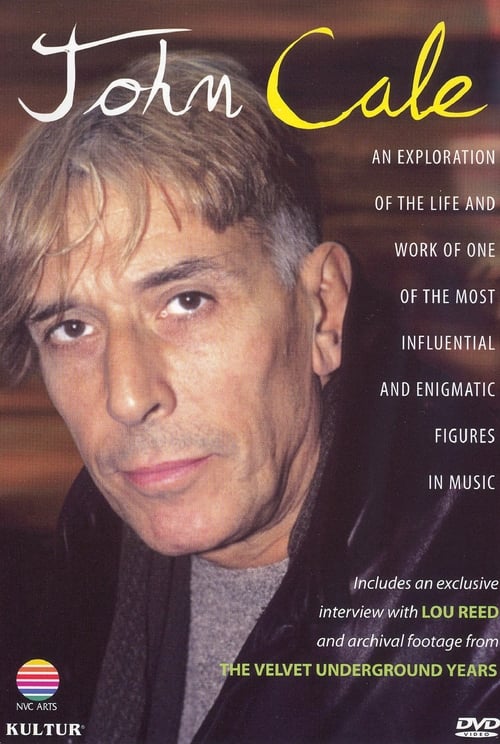 John Cale
AN EXPLORATION
OF THE LIFE AND
WORK OF ONE
OF THE MOST
INFLUENTIAL
AND ENIGMATIC
FIGURES
IN MUSIC
Includes an exclusive
interview with LOU REED
and archival footage from
THE VELVET UNDERGROUND YEARS
NVC ARTS
KULTUR®
DVD
VIDEO